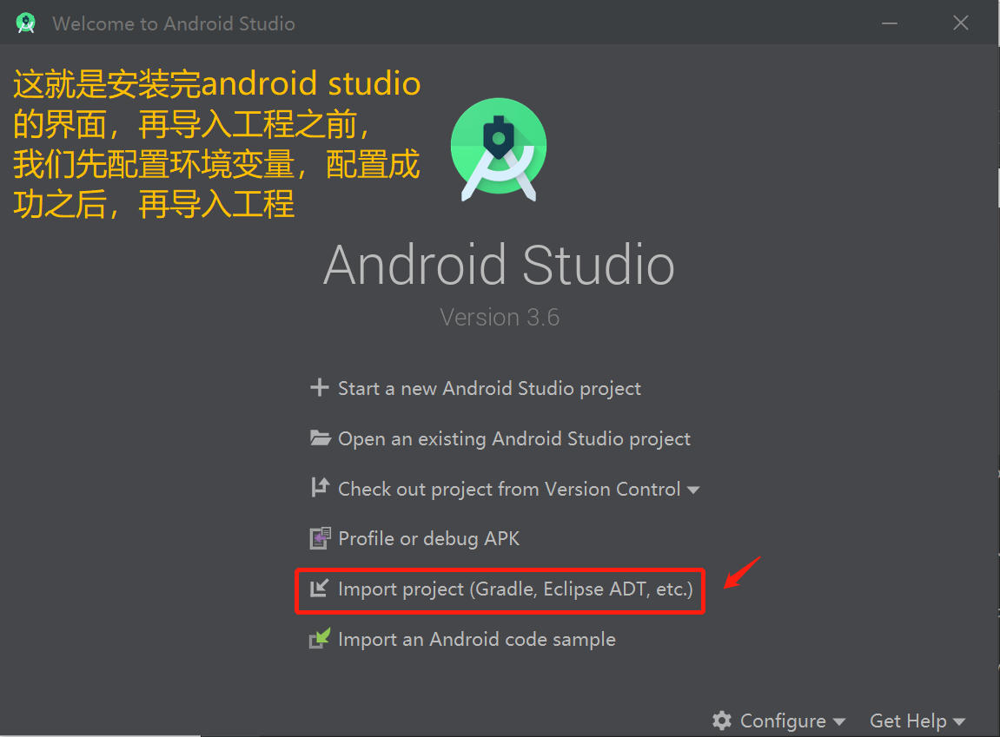 Welcome to Android Studio
这就是安装完android studio
的界面，再导入工程之前，
我们先配置环境变量，配置成
功之后，再导入工程
Android Studio
Version 3.6
Start a new Android Studio project
Open an existing Android Studio project
Check out project from Version Control
Profile or debug APK
Import project (Gradle, Eclipse ADT, etc.)
Import an Android code sample
Configure
Get Help